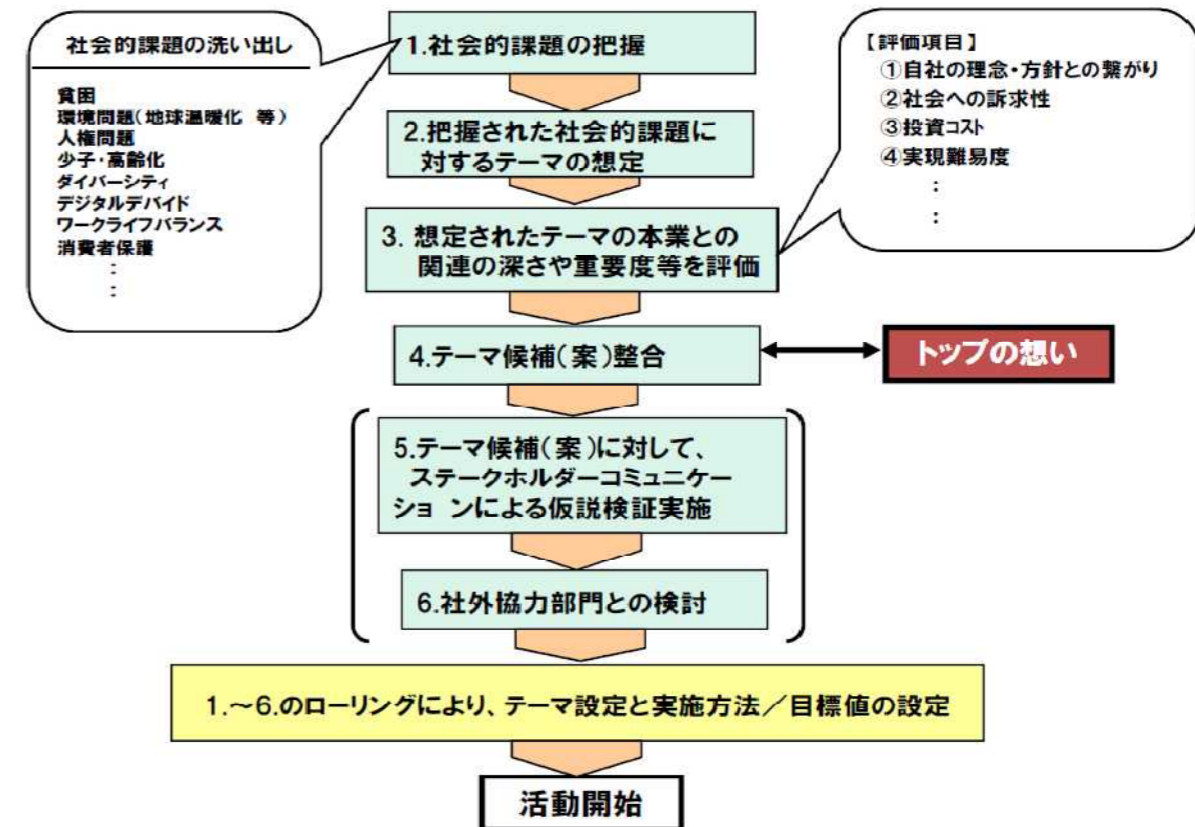 社会的課題の洗い出し
貧困
環境問題(地球温暖化 等)
人権問題
少子・高齢化
ダイバーシティ
デジタルデバイド
ワークライフバランス
消費者保護
:
:
1.社会的課題の把握
2.把握された社会的課題に
対するテーマの想定
3. 想定されたテーマの本業との
関連の深さや重要度等を評価
【評価項目】
①自社の理念・方針との繋がり
②社会への訴求性
③投資コスト
④実現難易度
:
:
4.テーマ候補(案)整合
トップの想い
5.テーマ候補(案)に対して、
ステークホルダーコミュニケー
ショ ンによる仮説検証実施
6.社外協力部門との検討
1.~6.のローリングにより、テーマ設定と実施方法/目標値の設定
活動開始